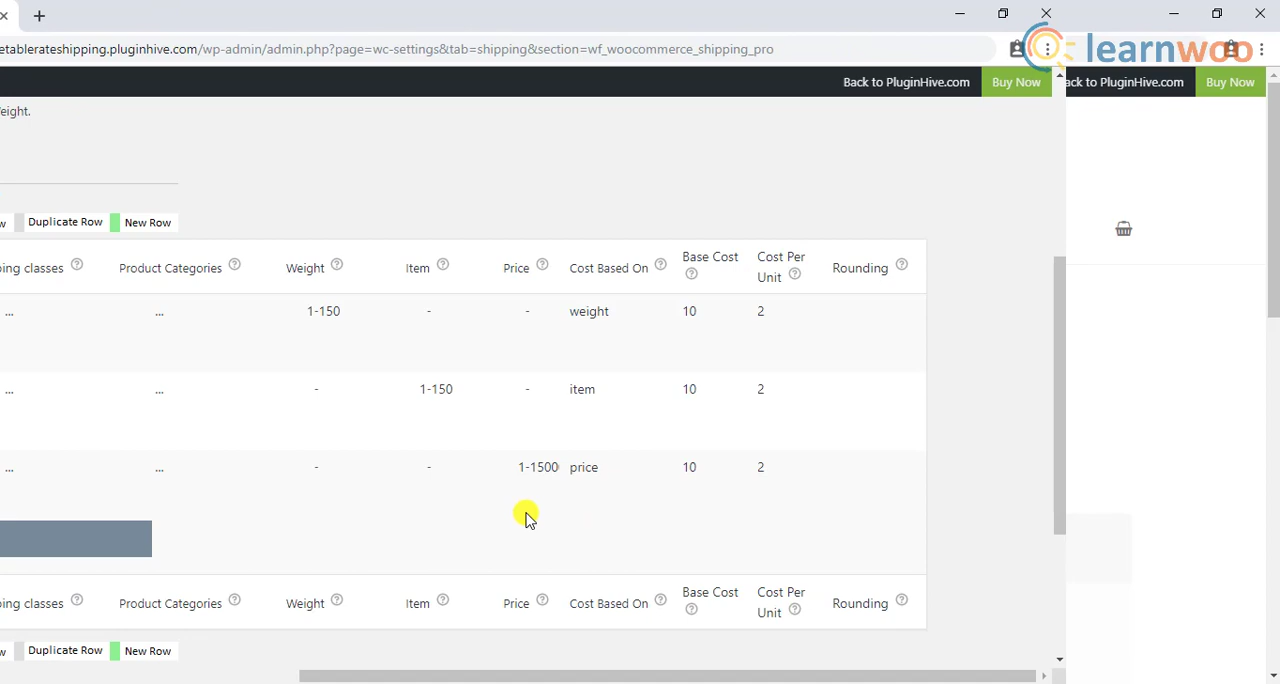 etablerateshipping.pluginhive.com/wp-admin/admin.php?page=wc-settings&tab=shipping&section=wf_woocommerce_shipping_pro
learnwoo
Back to PluginHive.com Buy Now
ack to PluginHive.com Buy Now
eight.
w Duplicate Row New Row
ing classes Product Categories Weight Item Price Cost Based On Base Cost Cost Per Unit Rounding
... ... 1-150 - - weight 10 2
... ... - 1-150 - item 10 2
... ... - - 1-1500 price 10 2
ing classes Product Categories Weight Item Price Cost Based On Base Cost Cost Per Unit Rounding
w Duplicate Row New Row